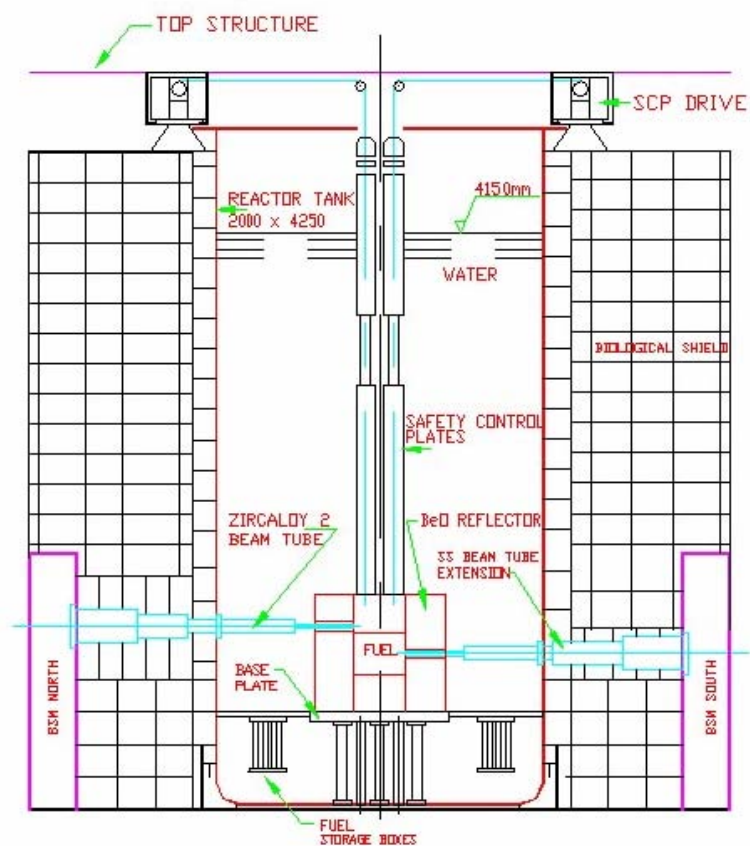 TOP STRUCTURE
SCP DRIVE
REACTOR TANK
2000 x 4250
4150mm
WATER
BIOLOGICAL SHIELD
SAFETY CONTROL
PLATES
ZIRCALOY 2
BEAM TUBE
BeO REFLECTOR
SS BEAM TUBE
EXTENSION
FUEL
BASE
PLATE
BSM NORTH
BSM SOUTH
FUEL
STORAGE BOXES